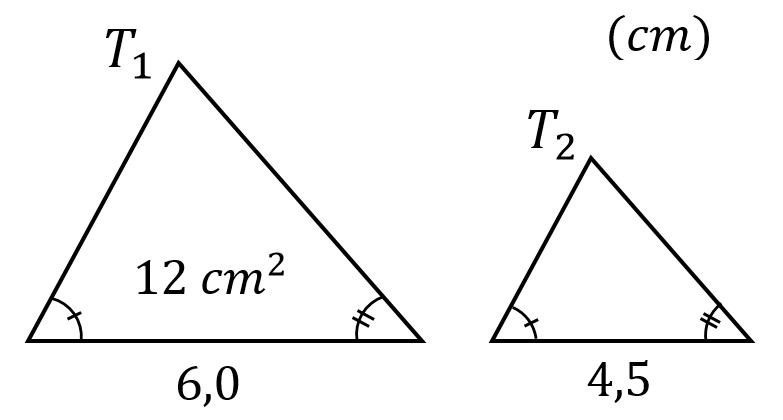 (cm)
T₁
T₂
12 cm²
6,0
4,5